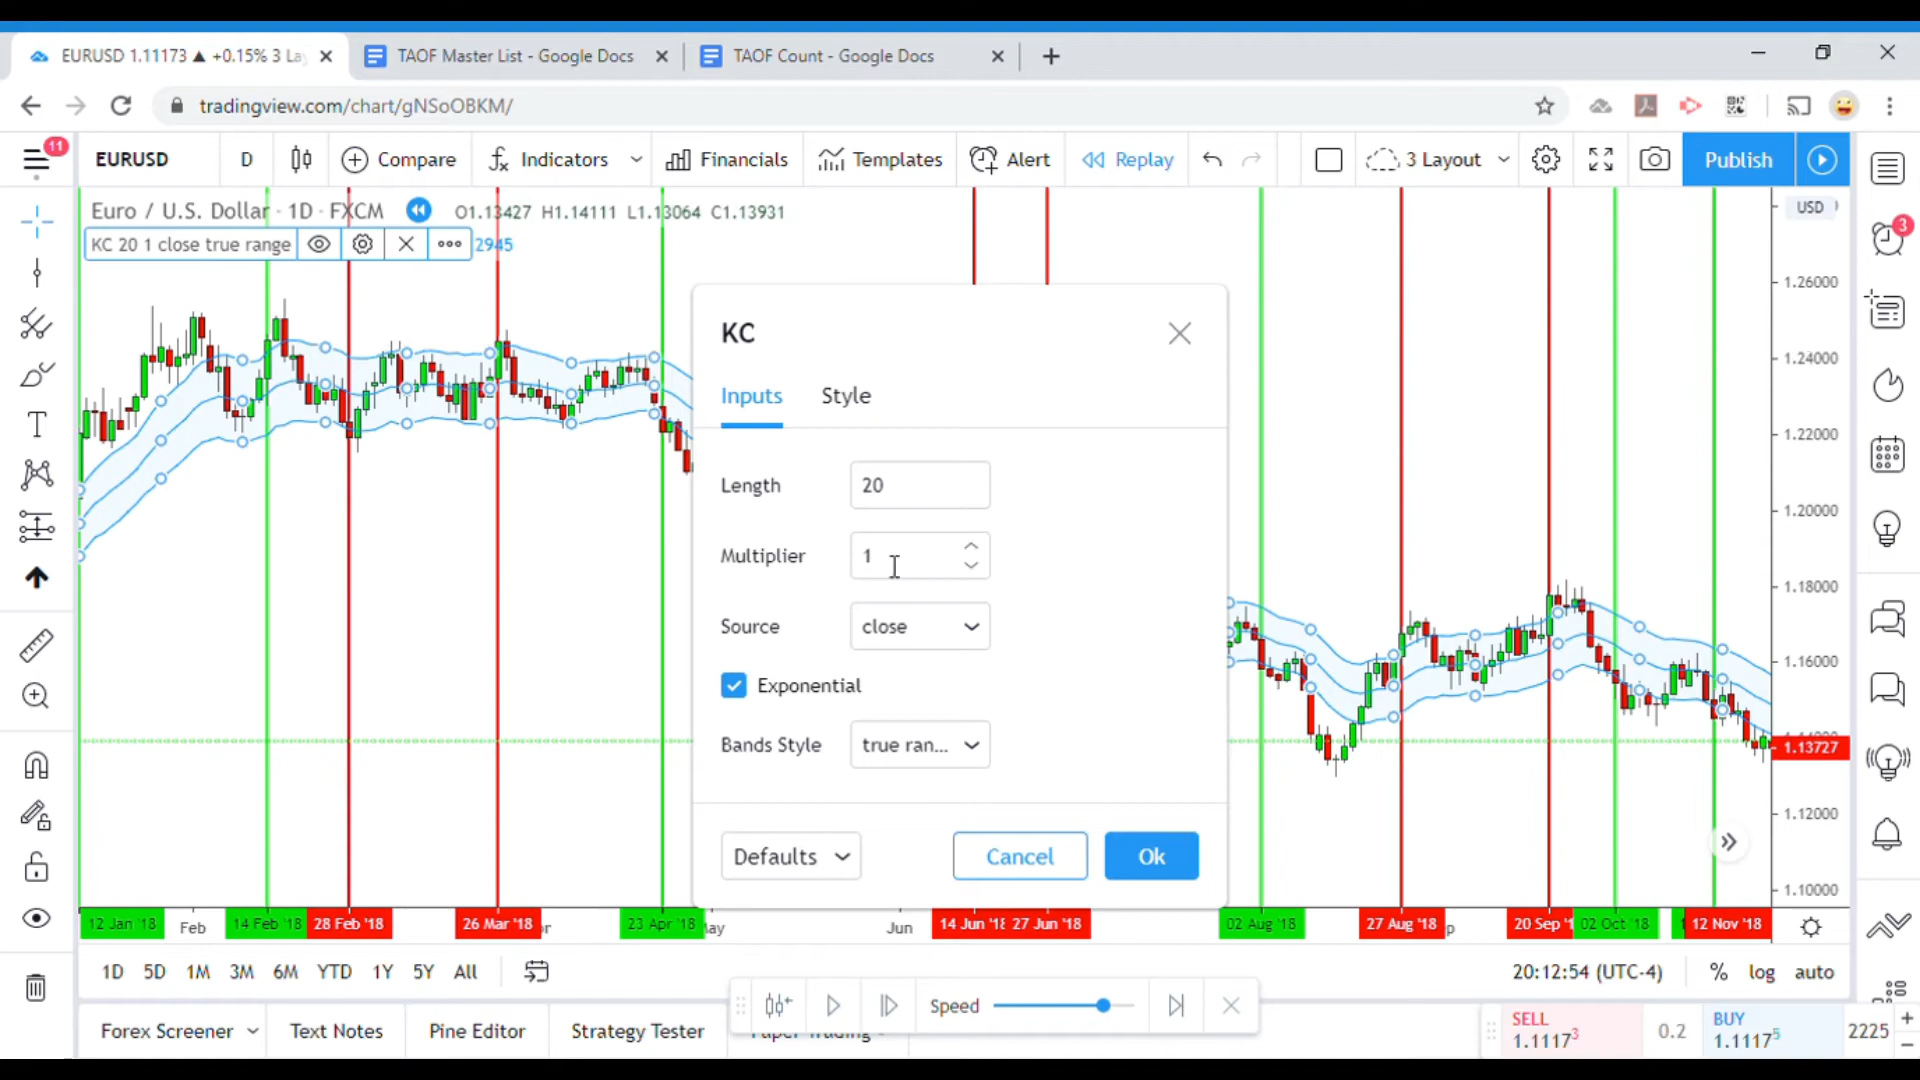 EURUSD 1.11173 ▲ +0.15% 3 La
TAOF Master List - Google Docs
TAOF Count - Google Docs
tradingview.com/chart/gNSoOBKM/
11
EURUSD
D
Compare
Indicators
Financials
Templates
Alert
Replay
3 Layout
Publish
Euro / U.S. Dollar · 1D · FXCM
O1.13427 H1.14111 L1.13064 C1.13931
USD
KC 20 1 close true range
2945
3
1.26000
1.24000
1.22000
1.20000
1.18000
1.16000
1.13727
1.12000
1.10000
KC
Inputs
Style
Length
20
Multiplier
1
Source
close
Exponential
Bands Style
true ran...
Defaults
Cancel
Ok
12 Jan '18
Feb
14 Feb '18
28 Feb '18
26 Mar '18
23 Apr '18
Jun
14 Jun '18
27 Jun '18
02 Aug '18
27 Aug '18
20 Sep '1
02 Oct '18
12 Nov '18
1D
5D
1M
3M
6M
YTD
1Y
5Y
All
20:12:54 (UTC-4)
%
log
auto
Speed
Forex Screener
Text Notes
Pine Editor
Strategy Tester
Paper Trading
SELL
1.11173
0.2
BUY
1.11175
2225